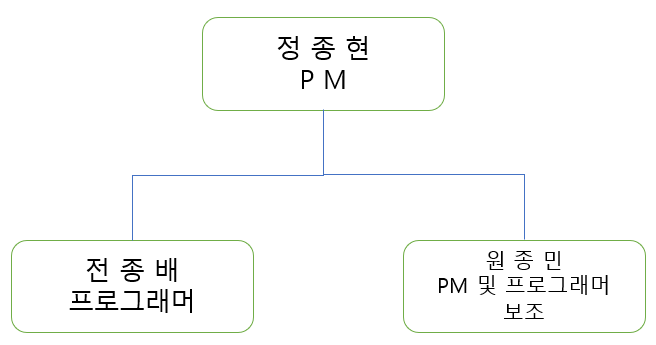 정 종 현
P M
전 종 배
프로그래머
원 종 민
PM 및 프로그래머
보조